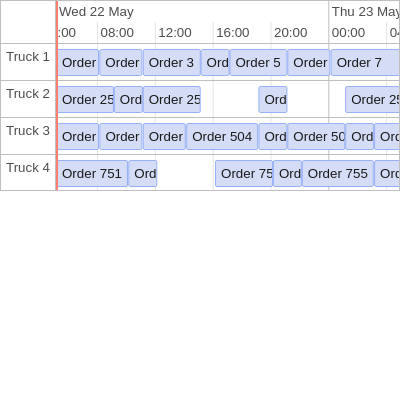 Wed 22 May Thu 23 May
:00 08:00 12:00 16:00 20:00 00:00 04
Truck 1 Order Order Order 3 Ord Order 5 Order Order 7
Truck 2 Order 25 Ord Order 25 Ord Order 25
Truck 3 Order Order Order Order 504 Ord Order 50 Ord Ord
Truck 4 Order 751 Ord Order 75 Ord Order 755 Ord